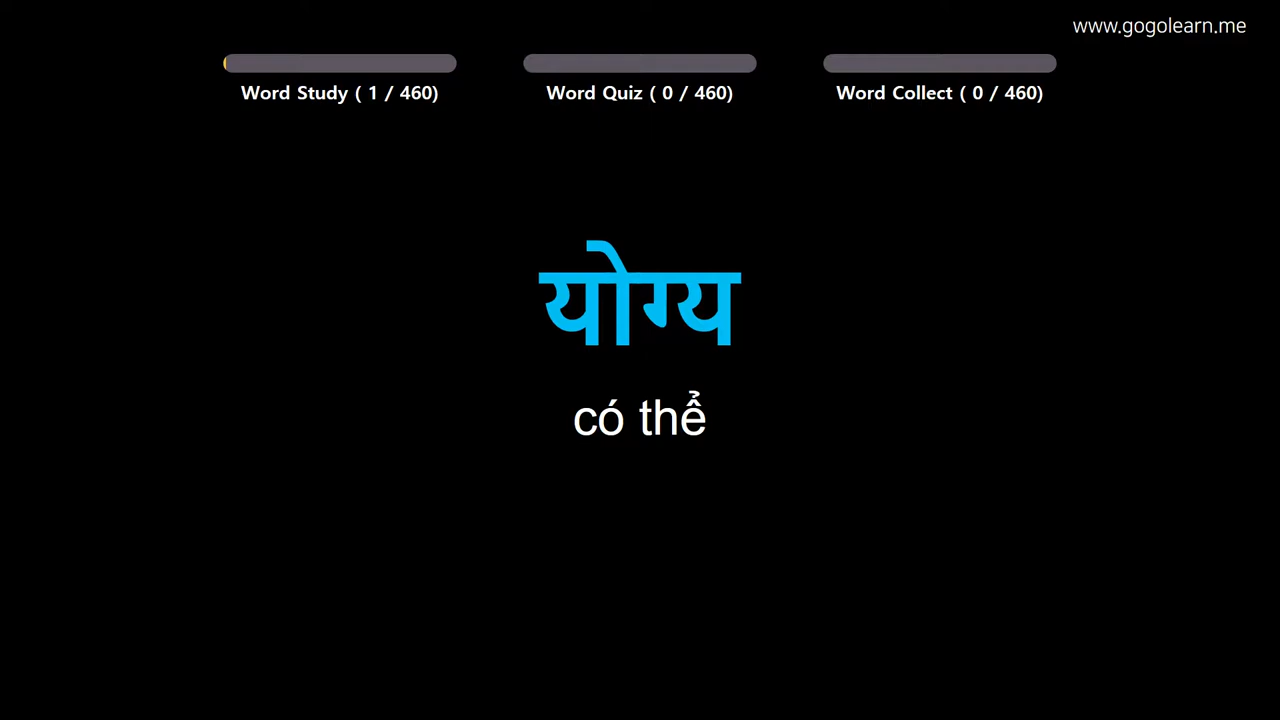 www.gogolearn.me
Word Study ( 1 / 460)
Word Quiz ( 0 / 460)
Word Collect ( 0 / 460)
योग्य
có thể